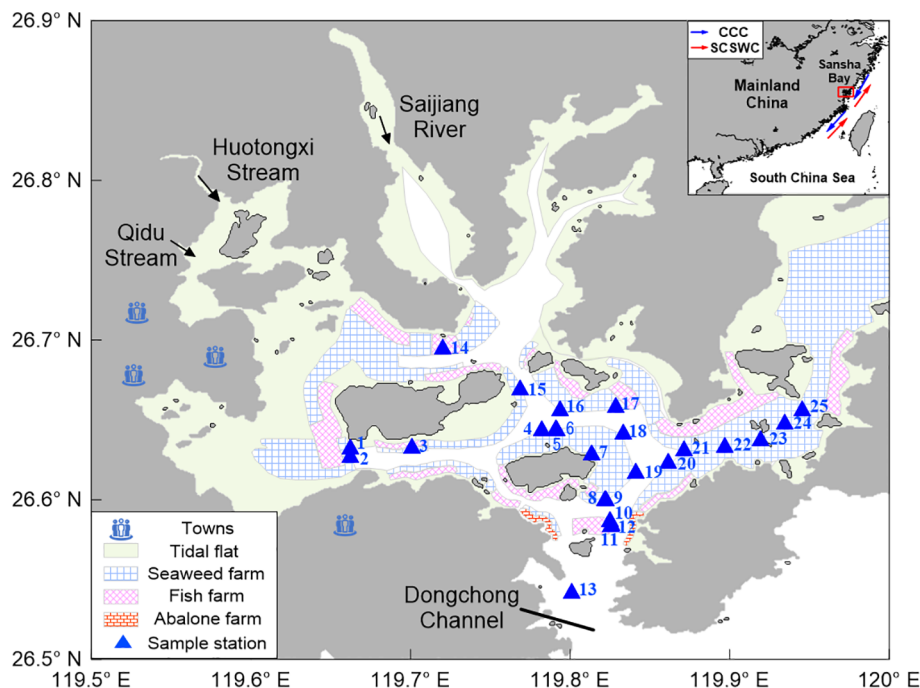 26.9° N
26.8° N
26.7° N
26.6° N
26.5° N
119.5° E
119.6° E
119.7° E
119.8° E
119.9° E
120° E
CCC
SCSWC
Sansha
Bay
Mainland
China
South China Sea
Saijiang
River
Huotongxi
Stream
Qidu
Stream
14
15
16
17
25
24
4
6
5
18
1
2
3
7
21
22
23
20
19
8
9
10
12
11
13
Dongchong
Channel
Towns
Tidal flat
Seaweed farm
Fish farm
Abalone farm
Sample station